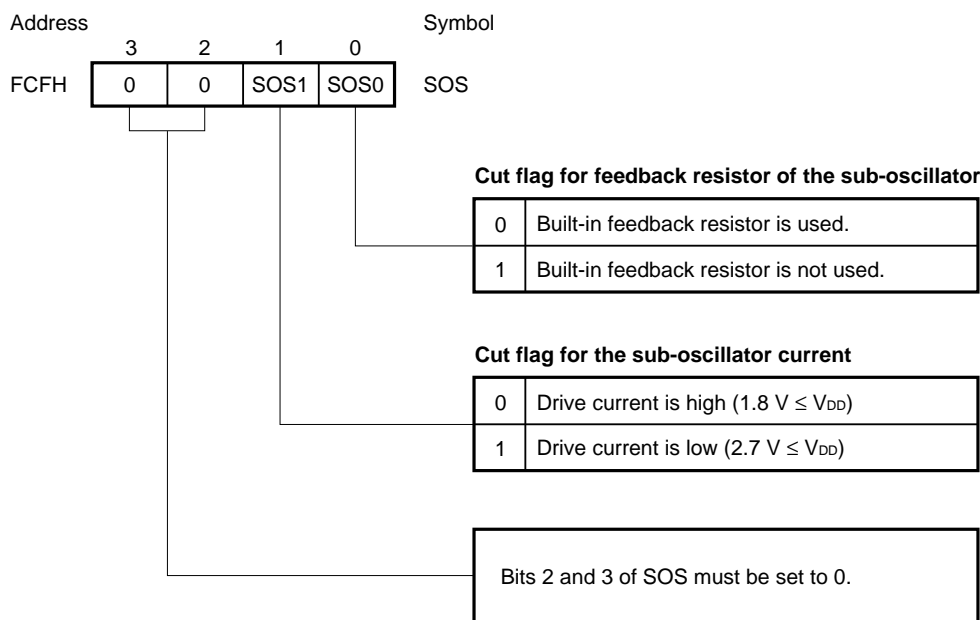 Address Symbol
3 2 1 0
FCFH 0 0 SOS1 SOS0 SOS
Cut flag for feedback resistor of the sub-oscillator
0 Built-in feedback resistor is used.
1 Built-in feedback resistor is not used.
Cut flag for the sub-oscillator current
0 Drive current is high (1.8 V ≤ VDD)
1 Drive current is low (2.7 V ≤ VDD)
Bits 2 and 3 of SOS must be set to 0.